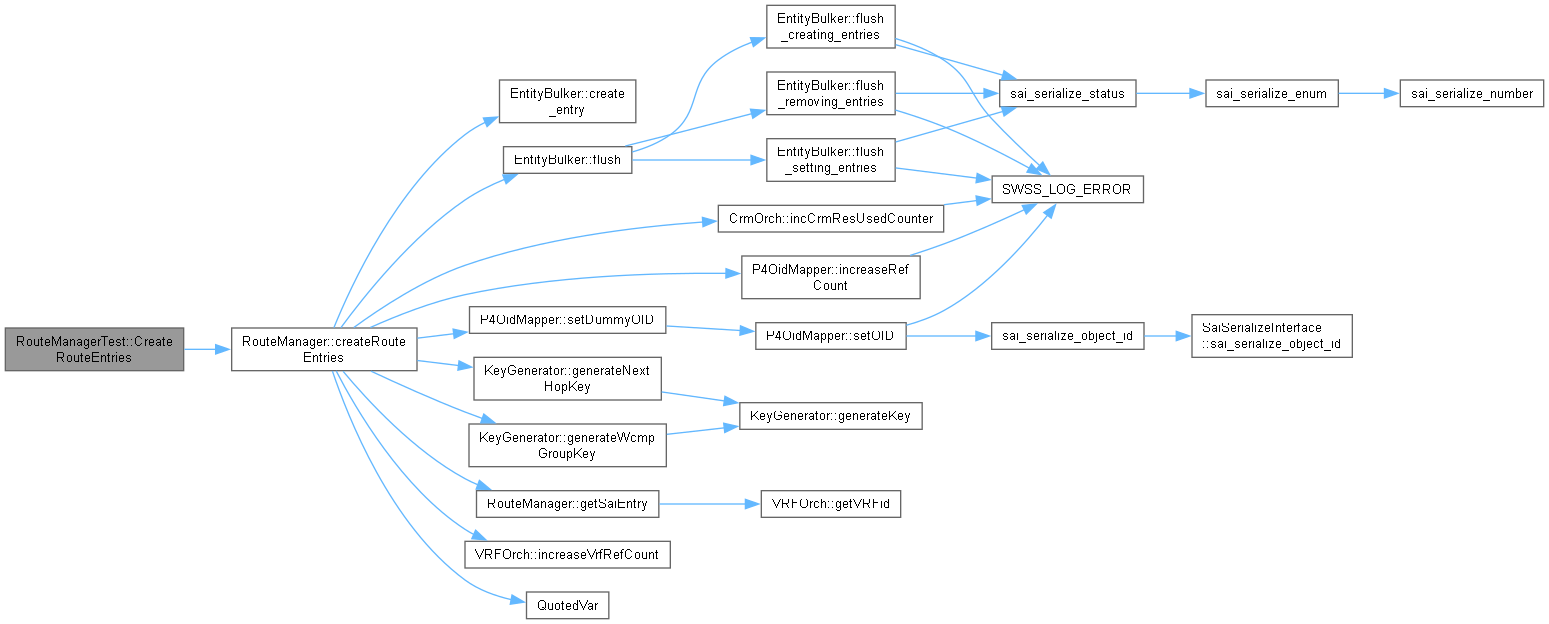 EntityBulker::flush
_creating_entries
EntityBulker::create
_entry
EntityBulker::flush
_removing_entries
sai_serialize_status
sai_serialize_enum
sai_serialize_number
EntityBulker::flush
EntityBulker::flush
_setting_entries
SWSS_LOG_ERROR
CrmOrch::incCrmResUsedCounter
P4OidMapper::increaseRef
Count
P4OidMapper::setDummyOID
P4OidMapper::setOID
sai_serialize_object_id
SaiSerializeInterface
::sai_serialize_object_id
RouteManagerTest::Create
RouteEntries
RouteManager::createRoute
Entries
KeyGenerator::generateNext
HopKey
KeyGenerator::generateKey
KeyGenerator::generateWcmp
GroupKey
RouteManager::getSaiEntry
VRFOrch::getVRFid
VRFOrch::increaseVrfRefCount
QuotedVar